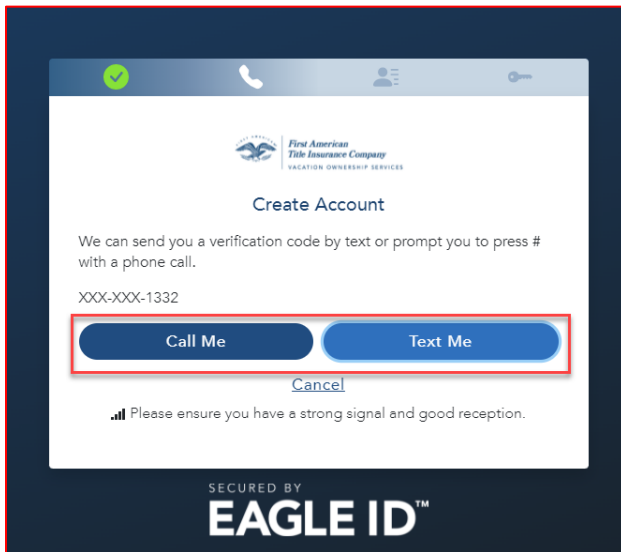 First American
Title Insurance Company
VACATION OWNERSHIP SERVICES
Create Account
We can send you a verification code by text or prompt you to press #
with a phone call.
XXX-XXX-1332
Call Me
Text Me
Cancel
Please ensure you have a strong signal and good reception.
SECURED BY
EAGLE ID™